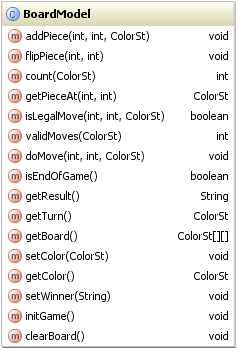 C BoardModel
m addPiece(int, int, ColorSt) void
m flipPiece(int, int) void
m count(ColorSt) int
m getPieceAt(int, int) ColorSt
m isLegalMove(int, int, ColorSt) boolean
m validMoves(ColorSt) int
m doMove(int, int, ColorSt) void
m isEndOfGame() boolean
m getResult() String
m getTurn() ColorSt
m getBoard() ColorSt[][]
m setColor(ColorSt) void
m getColor() ColorSt
m setWinner(String) void
m initGame() void
m clearBoard() void